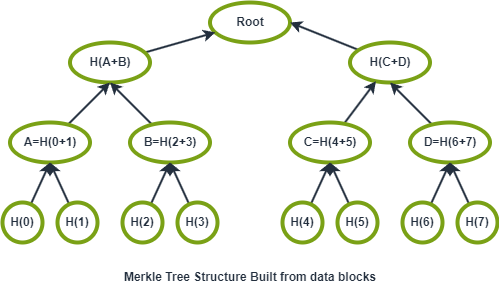 Root
H(A+B)
H(C+D)
A=H(0+1)
B=H(2+3)
C=H(4+5)
D=H(6+7)
H(0)
H(1)
H(2)
H(3)
H(4)
H(5)
H(6)
H(7)
Merkle Tree Structure Built from data blocks